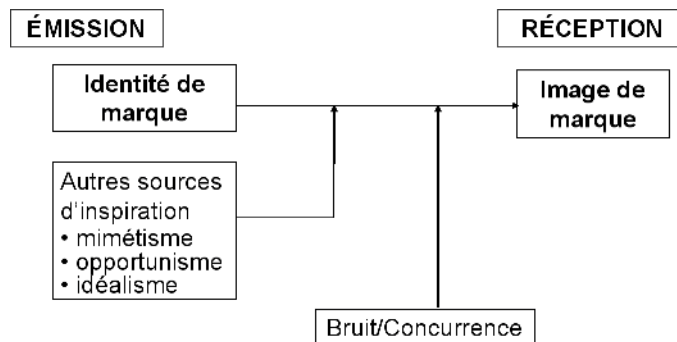 ÉMISSION
RÉCEPTION
Identité de
marque
Image de
marque
Autres sources
d'inspiration
• mimétisme
• opportunisme
• idéalisme
Bruit/Concurrence